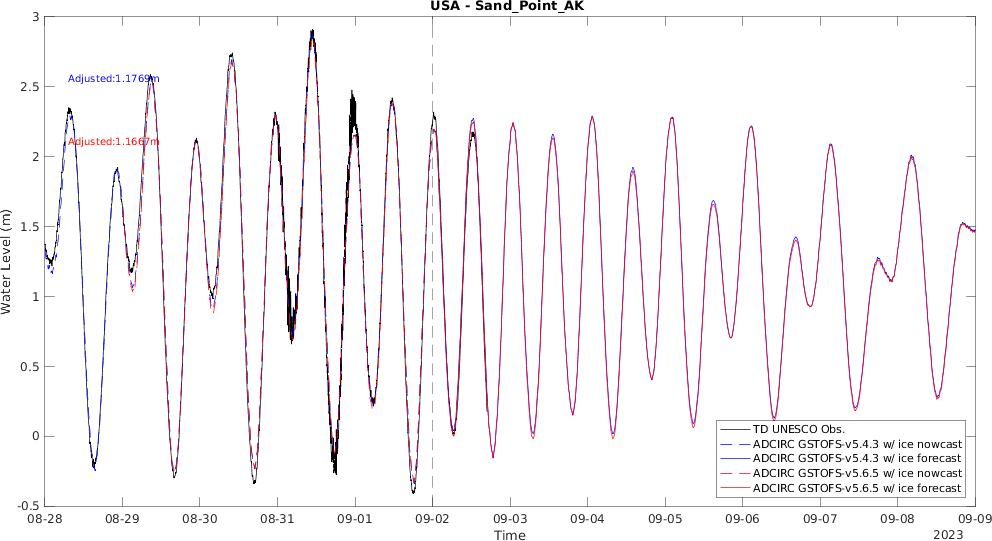 USA - Sand_Point_AK
3
2.5
2
1.5
1
0.5
0
-0.5
Water Level (m)
Adjusted:1.1769m
Adjusted:1.1667m
TD UNESCO Obs.
ADCIRC GSTOFS-v5.4.3 w/ ice nowcast
ADCIRC GSTOFS-v5.4.3 w/ ice forecast
ADCIRC GSTOFS-v5.6.5 w/ ice nowcast
ADCIRC GSTOFS-v5.6.5 w/ ice forecast
08-28 08-29 08-30 08-31 09-01 09-02 09-03 09-04 09-05 09-06 09-07 09-08 09-09
Time
2023